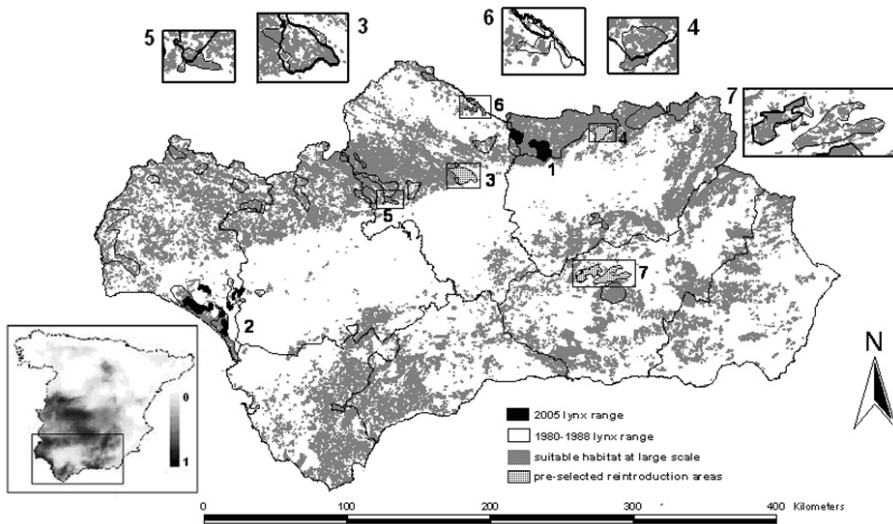 5
3
6
4
7
6
4
1
3
5
7
2
0
1
N
2005 lynx range
1980-1988 lynx range
suitable habitat at large scale
pre-selected reintroduction areas
0 100 200 300 400 Kilometers